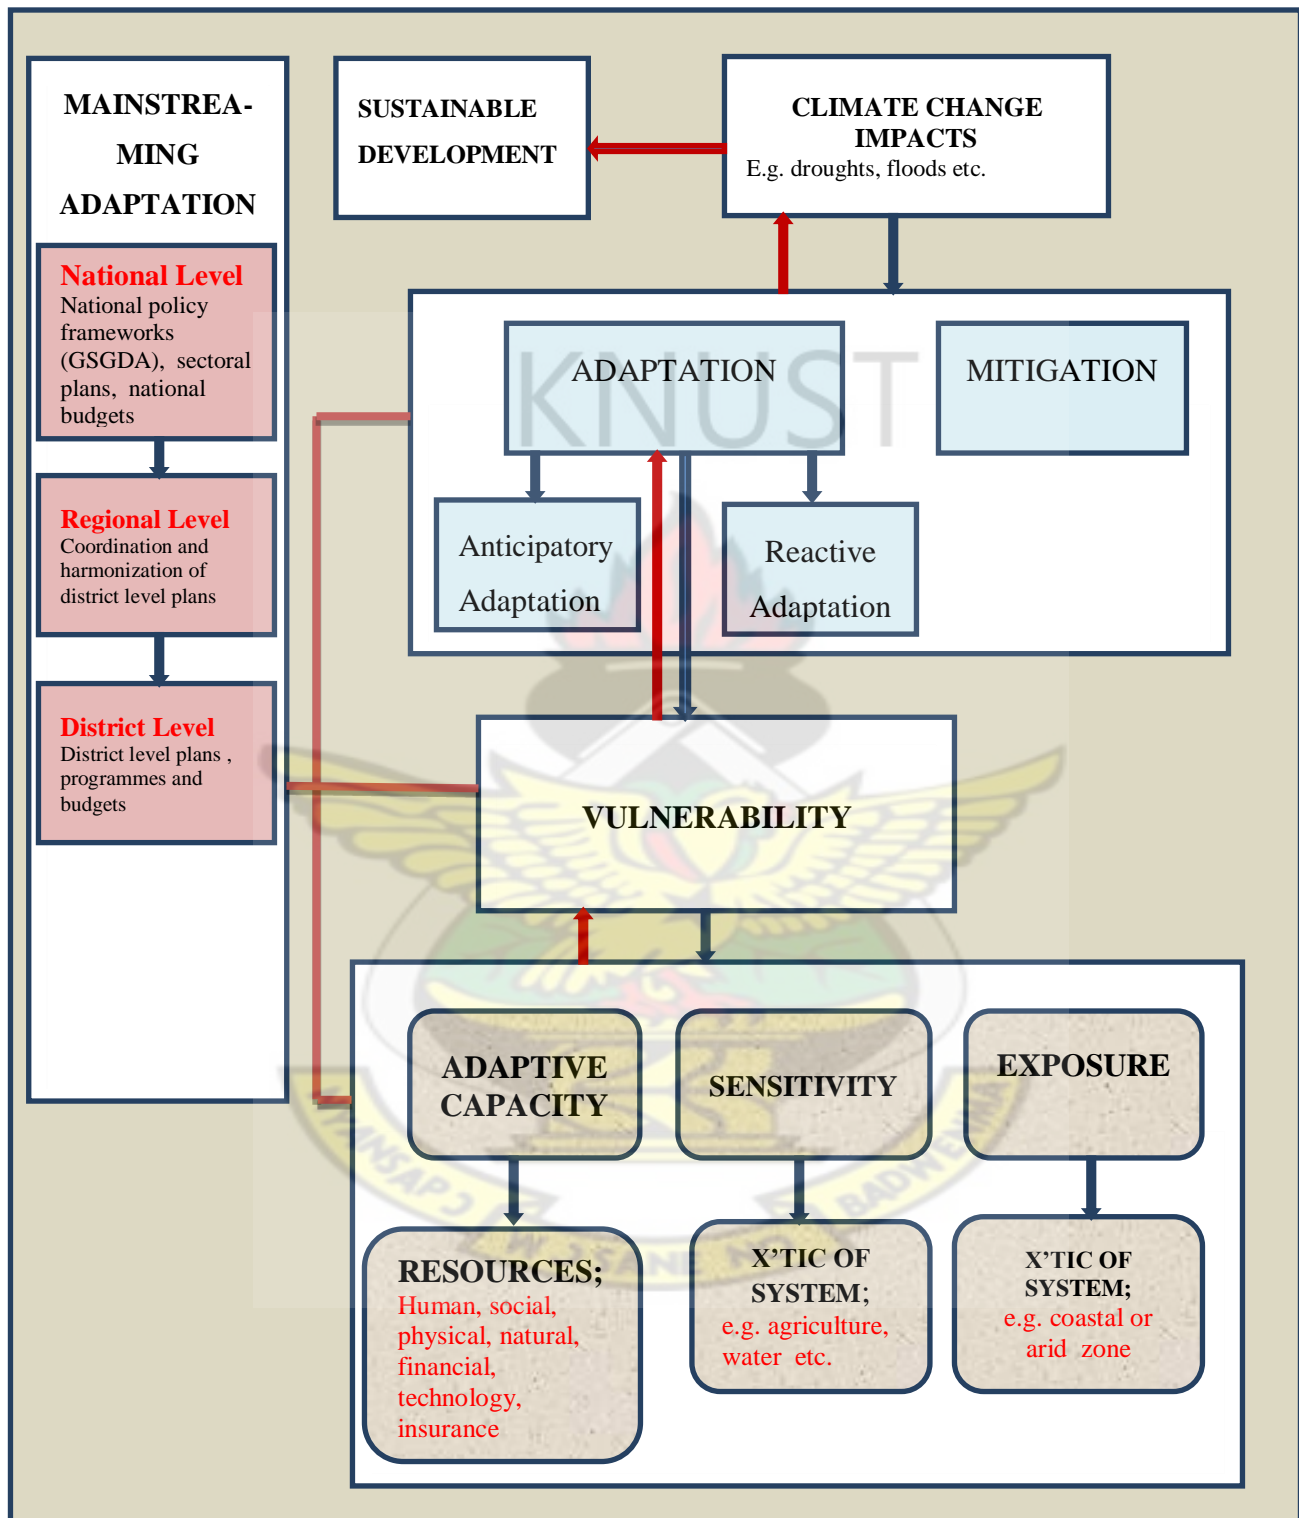 MAINSTREA-
MING
ADAPTATION
National Level
National policy
frameworks
(GSGDA), sectoral
plans, national
budgets
Regional Level
Coordination and
harmonization of
district level plans
District Level
District level plans ,
programmes and
budgets
SUSTAINABLE
DEVELOPMENT
CLIMATE CHANGE
IMPACTS
E.g. droughts, floods etc.
KNUST
ADAPTATION
MITIGATION
Anticipatory
Adaptation
Reactive
Adaptation
VULNERABILITY
ADAPTIVE
CAPACITY
SENSITIVITY
EXPOSURE
RESOURCES;
Human, social,
physical, natural,
financial,
technology,
insurance
X’TIC OF
SYSTEM;
e.g. agriculture,
water etc.
X’TIC OF
SYSTEM;
e.g. coastal or
arid zone
SANE NO